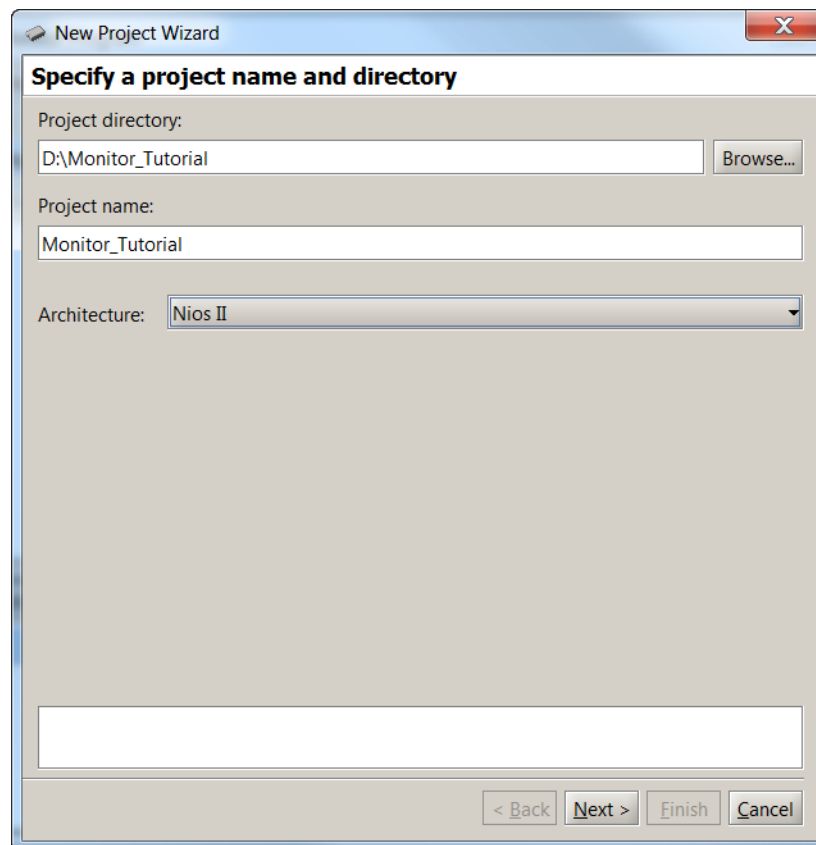 New Project Wizard
Specify a project name and directory
Project directory:
D:\Monitor_Tutorial Browse...
Project name:
Monitor_Tutorial
Architecture: Nios II
< Back Next > Finish Cancel